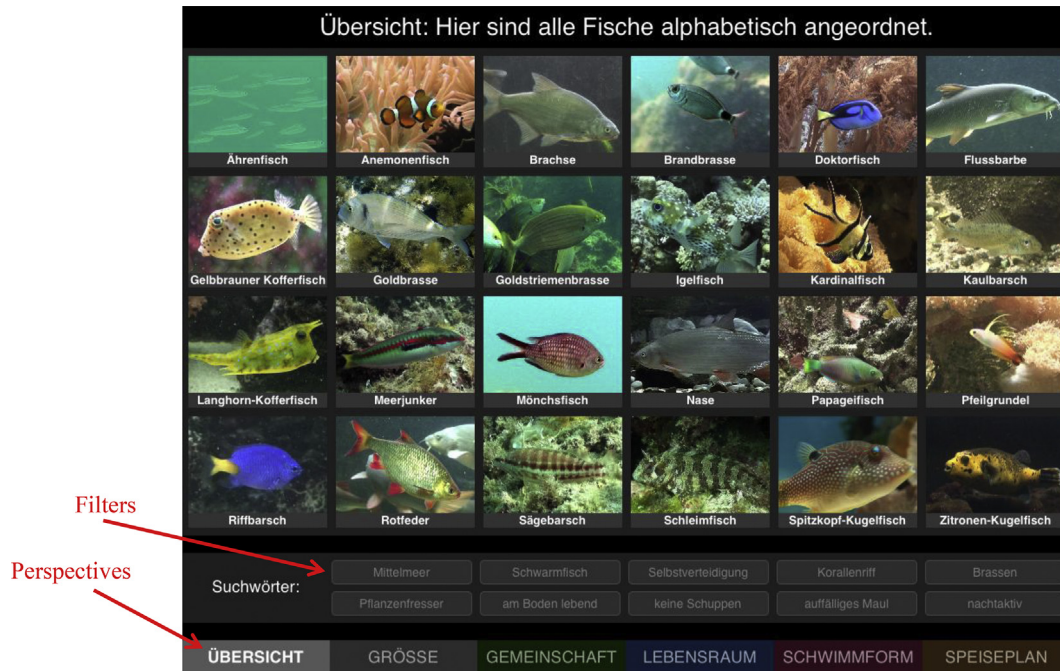 Übersicht: Hier sind alle Fische alphabetisch angeordnet.
Ährenfisch Anemonenfisch Brachse Brandbrasse Doktorfisch Flussbarbe
Gelbbrauner Kofferfisch Goldbrasse Goldstriemenbrasse Igelfisch Kardinalfisch Kaulbarsch
Langhorn-Kofferfisch Meerjunker Mönchsfisch Nase Papageifisch Pfeilgrundel
Riffbarsch Rotfeder Sägebarsch Schleimfisch Spitzkopf-Kugelfisch Zitronen-Kugelfisch
Filters
Perspectives
Suchwörter:
Mittelmeer Schwarmfisch Selbstverteidigung Korallenriff Brassen
Pflanzenfresser am Boden lebend keine Schuppen auffälliges Maul nachtaktiv
ÜBERSICHT GRÖSSE GEMEINSCHAFT LEBENSRAUM SCHWIMMFORM SPEISEPLAN